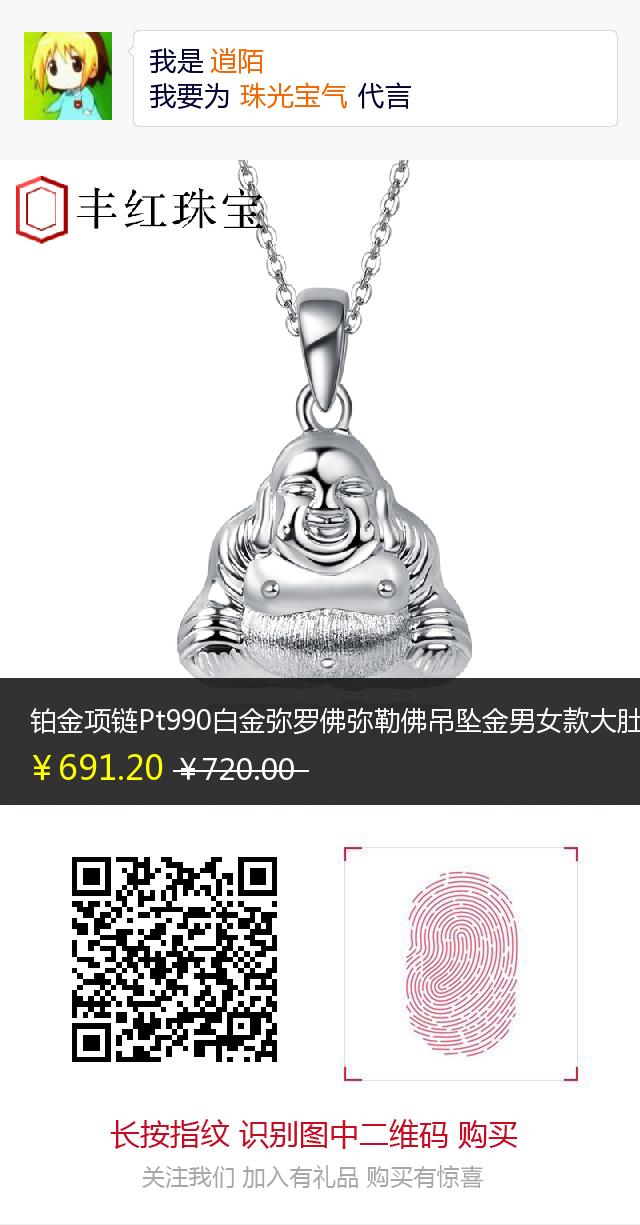 我是 逍陌
我要为 珠光宝气 代言
丰红珠宝
铂金项链Pt990白金弥罗佛弥勒佛吊坠金男女款大肚
￥691.20 ￥720.00
长按指纹 识别图中二维码 购买
关注我们 加入有礼品 购买有惊喜